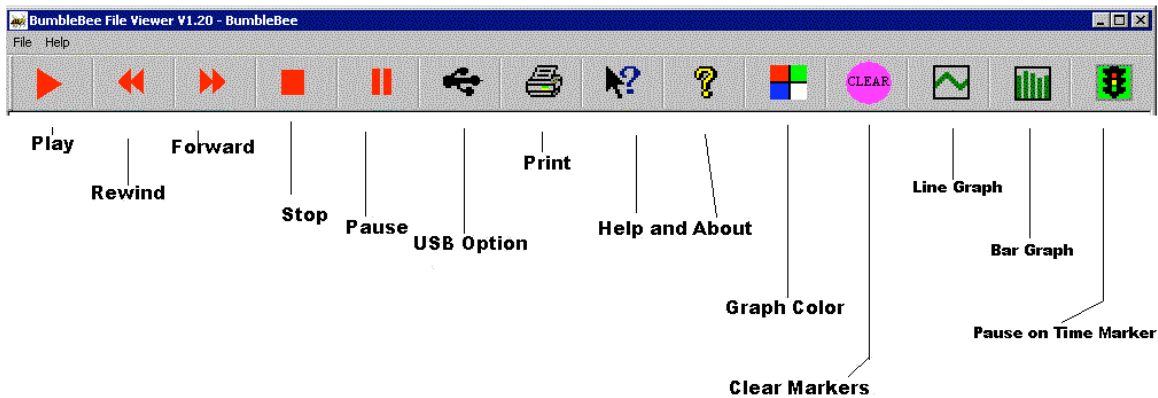 BumbleBee File Viewer V1.20 - BumbleBee
File Help
CLEAR
Play
Forward
Print
Rewind
Line Graph
Stop
Pause
Help and About
USB Option
Bar Graph
Graph Color
Pause on Time Marker
Clear Markers